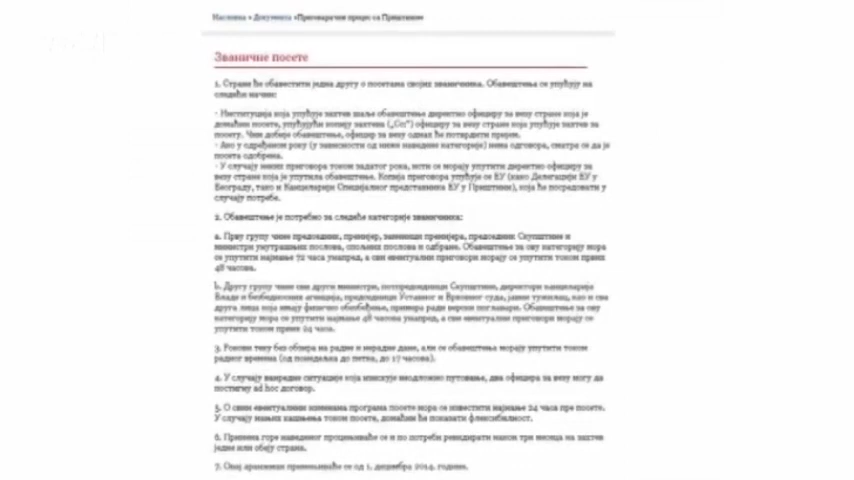 Насловна » Документа » Преговарачки процес са Приштином
Званичне посете
1. Стране ће обавестити једна другу о посетама својих званичника. Обавештења се упућују на
следећи начин:
- Институција која упућује захтев шаље обавештење директно официру за везу стране која је
домаћин посете, упућујући копију захтева („Cc“) официру за везу стране која упућује захтев за
посету. Чим добије обавештење, официр за везу одмах ће потврдити пријем.
- Ако у одређеном року (у зависности од ниже наведене категорије) нема одговора, сматра се да је
посета одобрена.
- У случају неких приговора током задатог рока, исти се морају упутити директно официру за
везу стране која је упутила обавештење. Копија приговора упућује се ЕУ (како Делегацији ЕУ у
Београду, тако и Канцеларији Специјалног представника ЕУ у Приштини), која ће посредовати у
случају потребе.
2. Обавештење је потребно за следеће категорије званичника:
а. Прву групу чине председник, премијер, заменици премијера, председник Скупштине и
министри унутрашњих послова, спољних послова и одбране. Обавештење за ову категорију мора
се упутити најмање 72 часа унапред, а сви евентуални приговори морају се упутити током првих
48 часова.
b. Другу групу чине сви други министри, потпредседници Скупштине, директори канцеларија
Владе и безбедносних агенција, председници Уставног и Врховног суда, јавни тужилац, као и сва
друга лица која имају физичко обезбеђење, примера ради верски поглавари. Обавештење за ову
категорију мора се упутити најмање 48 часова унапред, а сви евентуални приговори морају се
упутити током првих 24 часа.
3. Рокови теку без обзира на радне и нерадне дане, али се обавештења морају упутити током
радног времена (од понедељка до петка, до 17 часова).
4. У случају ванредне ситуације која изискује неодложно путовање, два официра за везу могу да
постигну ad hoc договор.
5. О свим евентуалним изменама програма посете мора се известити најмање 24 часа пре посете.
У случају мањих кашњења током посете, домаћин ће показати флексибилност.
6. Примена горе наведеног процењиваће се и по потреби ревидирати након три месеца на захтев
једне или обеју страна.
7. Овај аранжман примењиваће се од 1. децембра 2014. године.